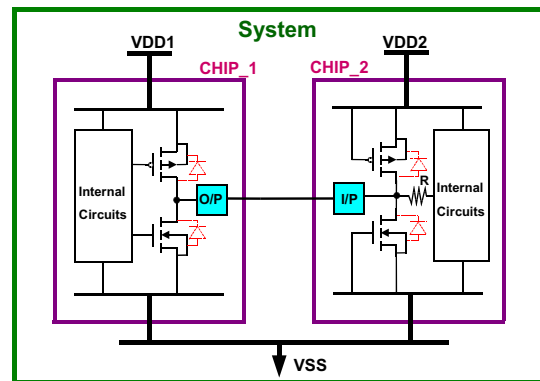 System
VDD1
VDD2
CHIP_1
CHIP_2
Internal
Circuits
O/P
I/P
R
Internal
Circuits
VSS